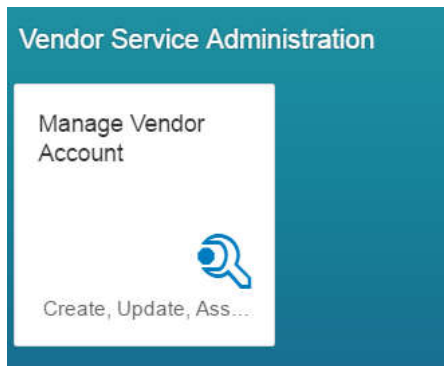 Vendor Service Administration
Manage Vendor
Account
Create, Update, Ass...